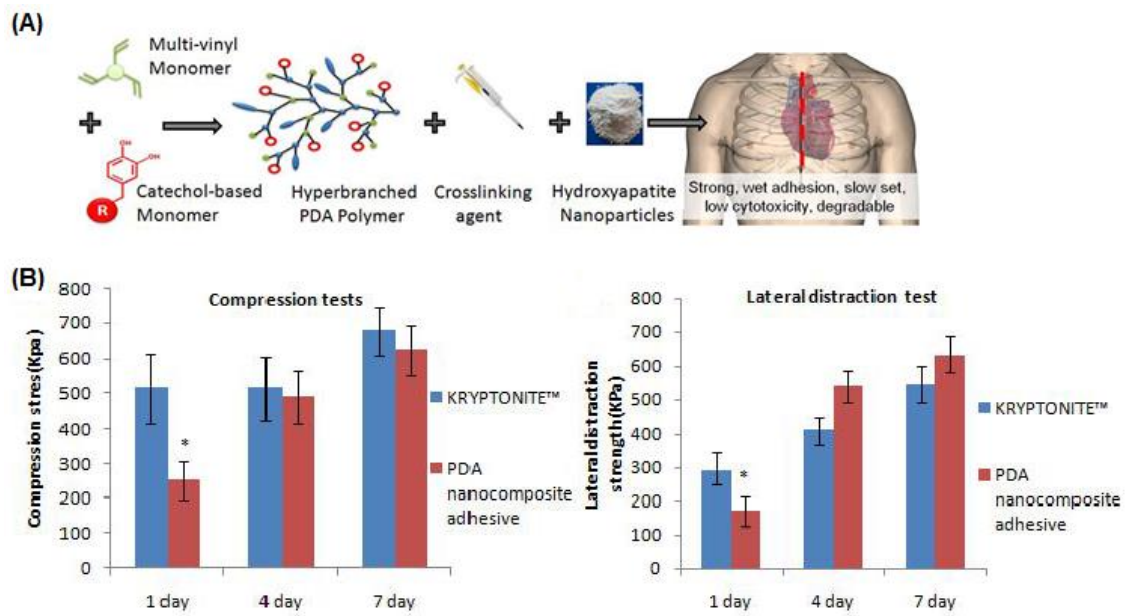 (A)
Multi-vinyl
Monomer
OH
OH
R
Catechol-based
Monomer
Hyperbranched
PDA Polymer
Crosslinking
agent
Hydroxyapatite
Nanoparticles
Strong, wet adhesion, slow set,
low cytotoxicity, degradable
(B)
Compression tests
Compression stres(Kpa)
800
700
600
500
400
300
200
100
0
*
1 day
4 day
7 day
KRYPTONITE™
PDA
nanocomposite
adhesive
Lateral distraction test
Lateral distraction
strength(KPa)
800
700
600
500
400
300
200
100
0
*
1 day
4 day
7 day
KRYPTONITE™
PDA
nanocomposite
adhesive